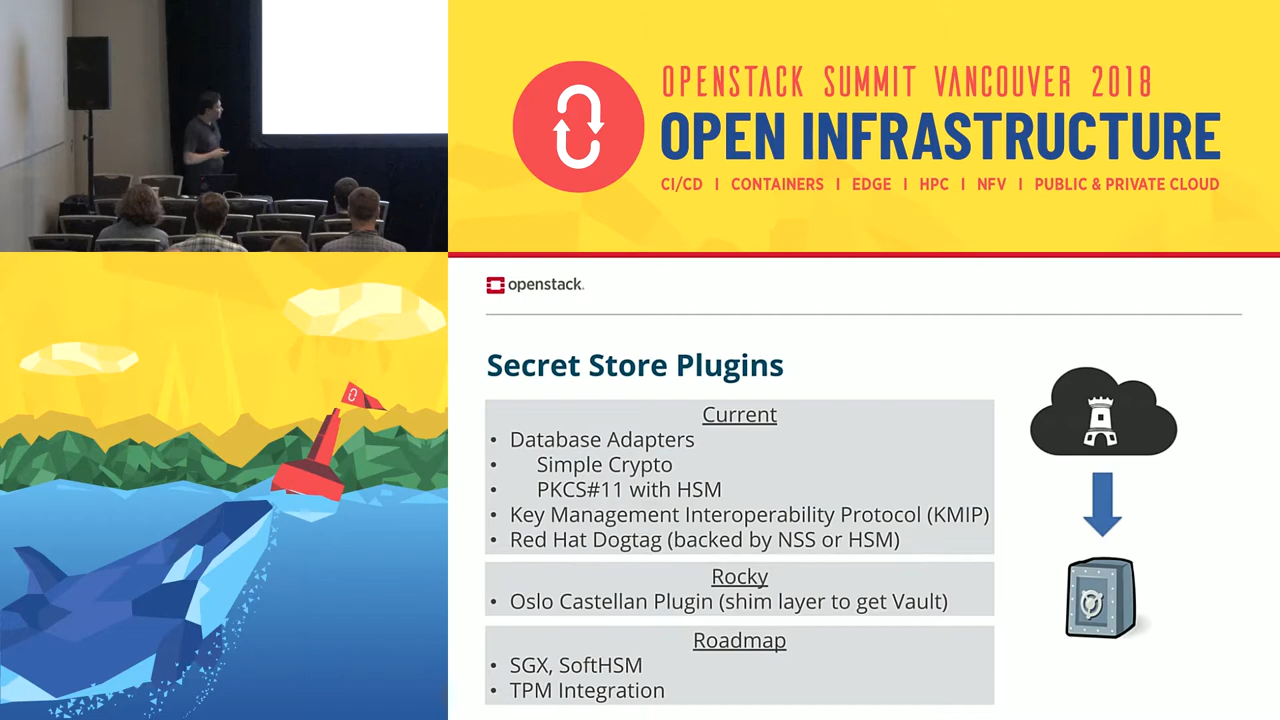 OPENSTACK SUMMIT VANCOUVER 2018
OPEN INFRASTRUCTURE
CI/CD I CONTAINERS I EDGE I HPC I NFV I PUBLIC & PRIVATE CLOUD
openstack.
Secret Store Plugins
Current
• Database Adapters
• Simple Crypto
• PKCS#11 with HSM
• Key Management Interoperability Protocol (KMIP)
• Red Hat Dogtag (backed by NSS or HSM)
Rocky
• Oslo Castellan Plugin (shim layer to get Vault)
Roadmap
• SGX, SoftHSM
• TPM Integration